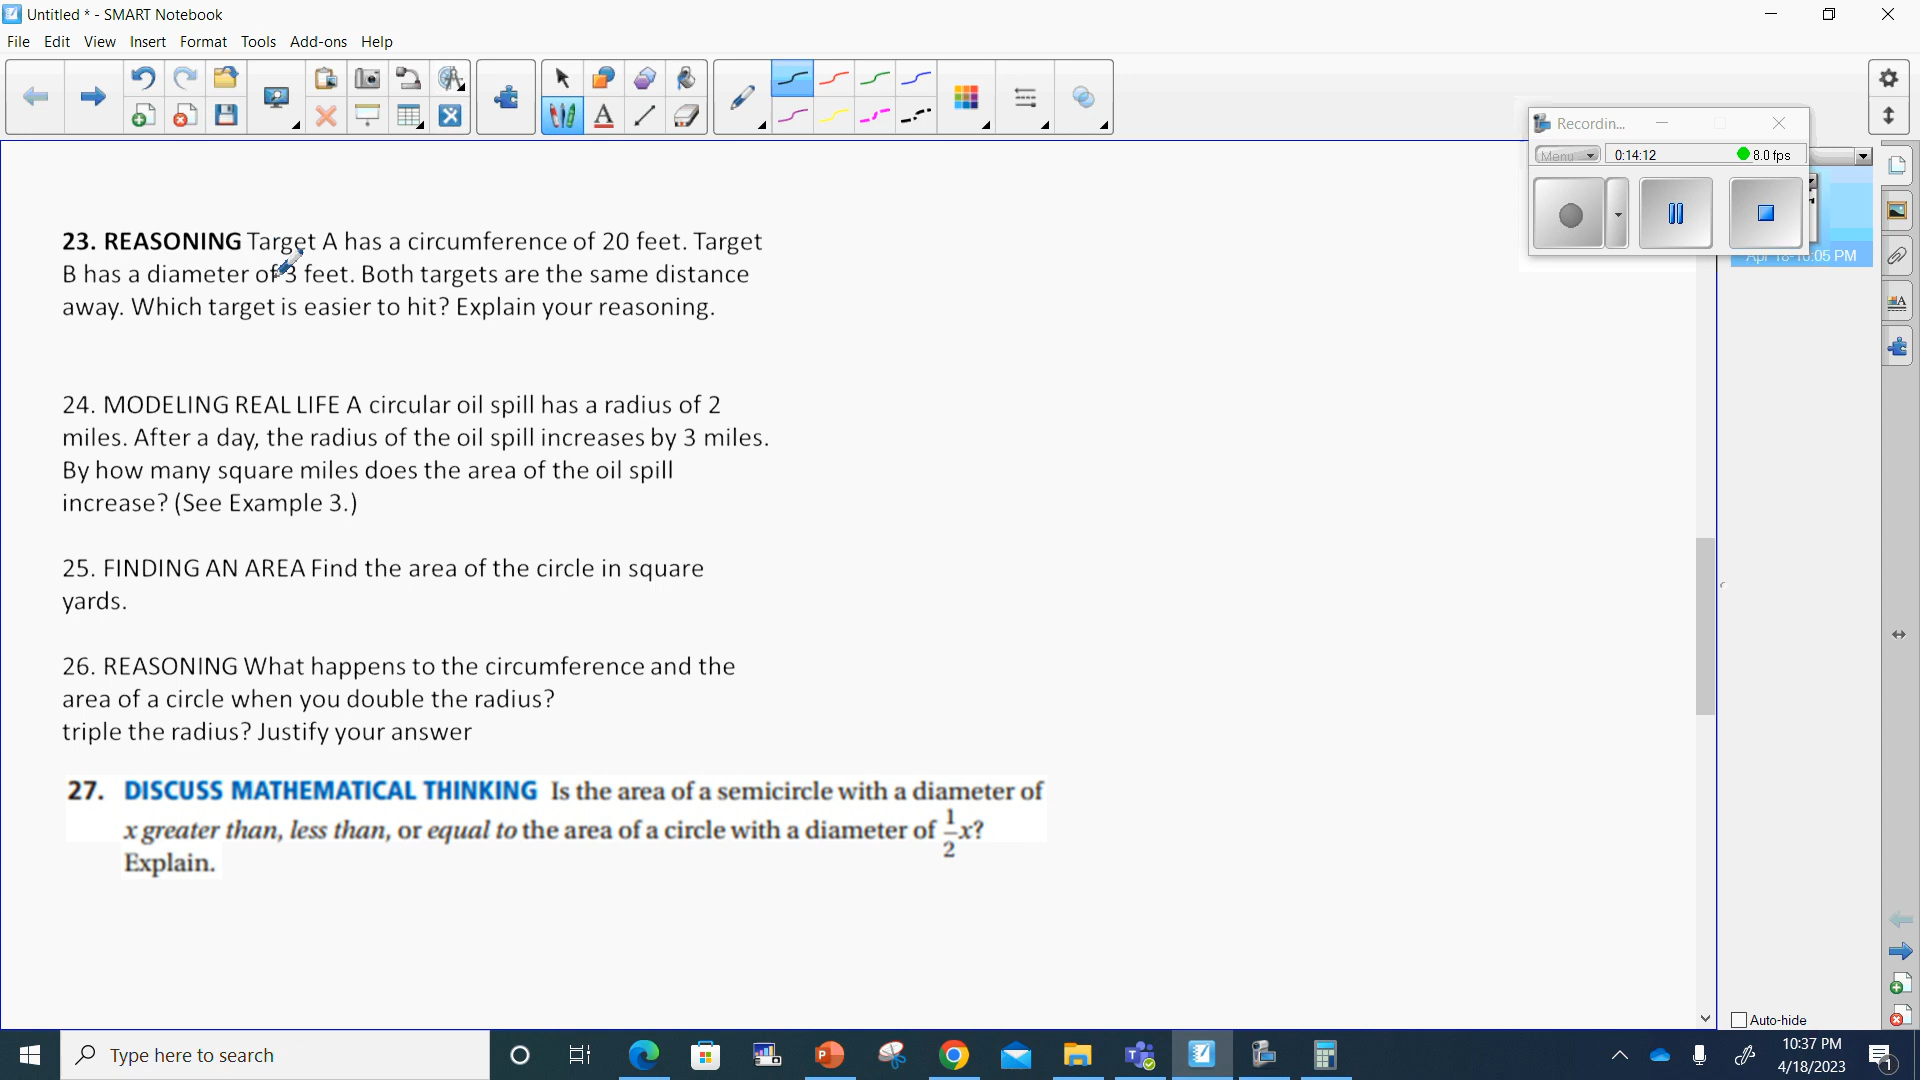 Untitled * - SMART Notebook
File Edit View Insert Format Tools Add-ons Help
Recordin...
Menu 0:14:12 8.0 fps
Apr 18-10:05 PM
23. REASONING Target A has a circumference of 20 feet. Target
B has a diameter of 3 feet. Both targets are the same distance
away. Which target is easier to hit? Explain your reasoning.
24. MODELING REAL LIFE A circular oil spill has a radius of 2
miles. After a day, the radius of the oil spill increases by 3 miles.
By how many square miles does the area of the oil spill
increase? (See Example 3.)
25. FINDING AN AREA Find the area of the circle in square
yards.
26. REASONING What happens to the circumference and the
area of a circle when you double the radius?
triple the radius? Justify your answer
27. DISCUSS MATHEMATICAL THINKING Is the area of a semicircle with a diameter of
x greater than, less than, or equal to the area of a circle with a diameter of 1/2 x?
Explain.
Auto-hide
Type here to search
10:37 PM
4/18/2023
1